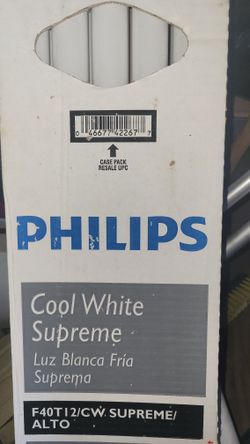 0 46677 42267 7
CASE PACK
RESALE UPC
PHILIPS
Cool White
Supreme
Luz Blanca Fría
Suprema
F40T12/CW SUPREME/
ALTO